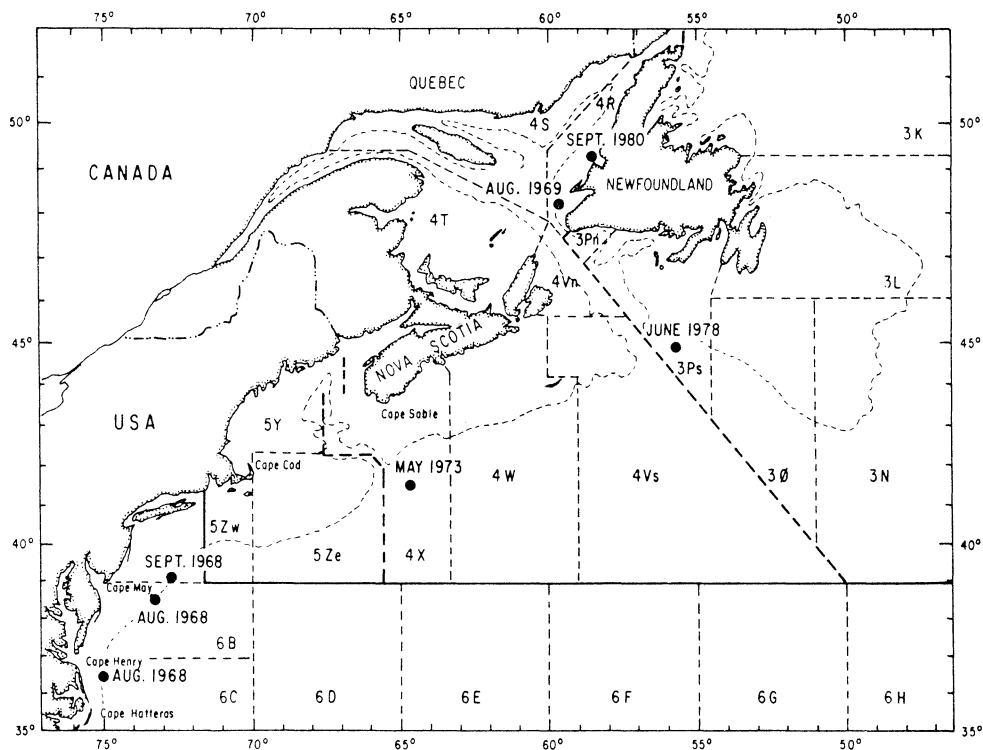 75° 70° 65° 60° 55° 50°
QUEBEC
4R
4S
50° 50°
3K
SEPT. 1980
CANADA
AUG. 1969
NEWFOUNDLAND
4T
3Pn
4Vn
3L
45° 45°
JUNE 1978
NOVA SCOTIA
3Ps
Cape Sable
USA
5Y
Cape Cod
MAY 1973
4W
4Vs
3Ø
3N
5Zw
5Ze
4X
40° 40°
SEPT. 1968
Cape May
AUG. 1968
6B
Cape Henry
AUG. 1968
6C 6D 6E 6F 6G 6H
Cape Hatteras
35° 35°
75° 70° 65° 60° 55° 50°